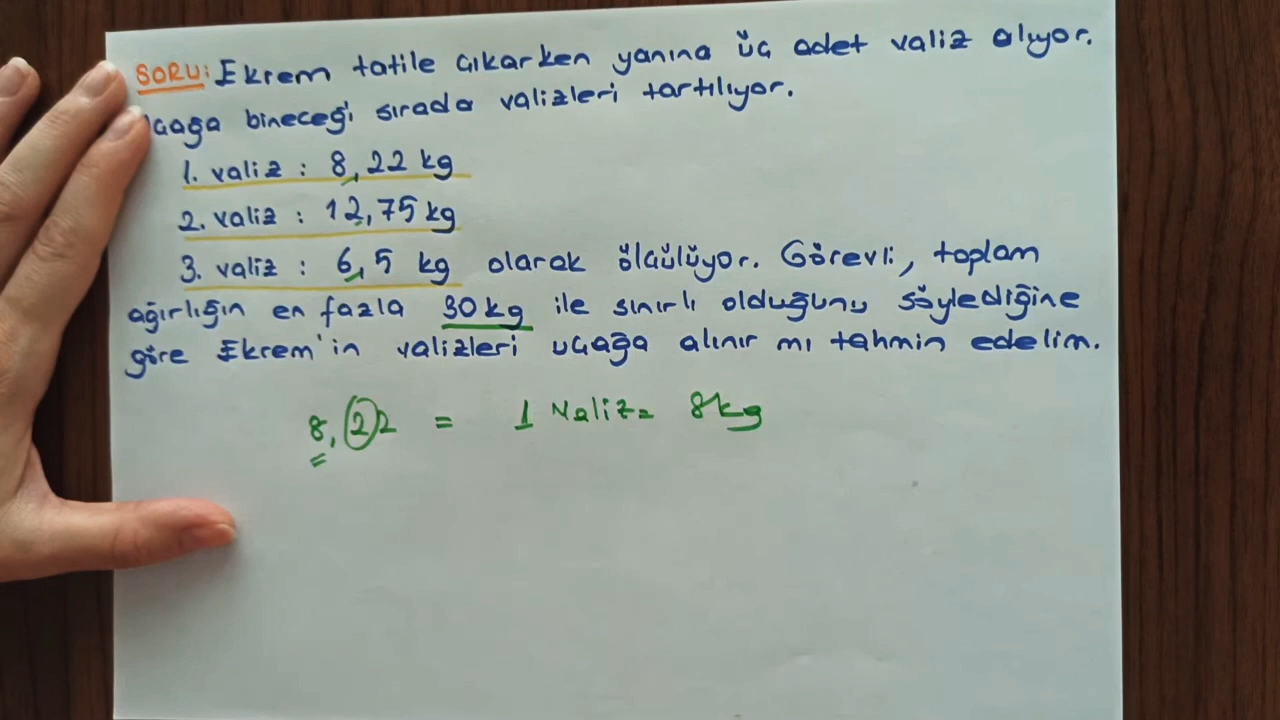 SORU: Ekrem tatile çıkarken yanına üç adet valiz alıyor.
uçağa bineceği sırada valizleri tartılıyor.
1. valiz : 8,22 kg
2. valiz : 12,75 kg
3. valiz : 6,5 kg olarak ölçülüyor. Görevli, toplam
ağırlığın en fazla 30 kg ile sınırlı olduğunu söylediğine
göre Ekrem'in valizleri uçağa alınır mı tahmin edelim.
8,22 = 1 Valiz = 8 kg